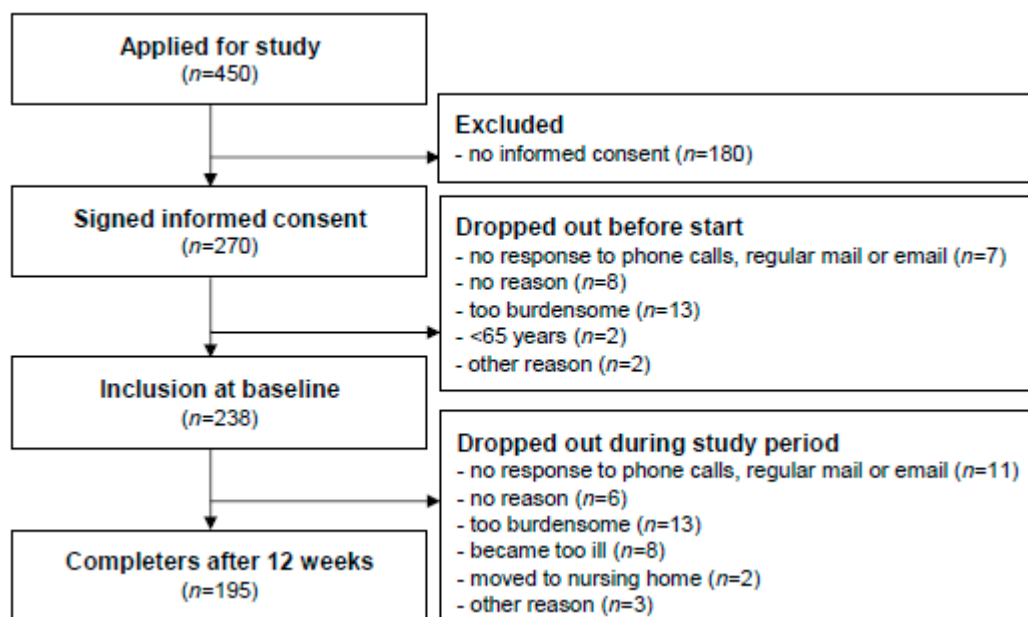 Applied for study
(n=450)
Excluded
- no informed consent (n=180)
Signed informed consent
(n=270)
Dropped out before start
- no response to phone calls, regular mail or email (n=7)
- no reason (n=8)
- too burdensome (n=13)
- <65 years (n=2)
- other reason (n=2)
Inclusion at baseline
(n=238)
Dropped out during study period
- no response to phone calls, regular mail or email (n=11)
- no reason (n=6)
- too burdensome (n=13)
- became too ill (n=8)
- moved to nursing home (n=2)
- other reason (n=3)
Completers after 12 weeks
(n=195)